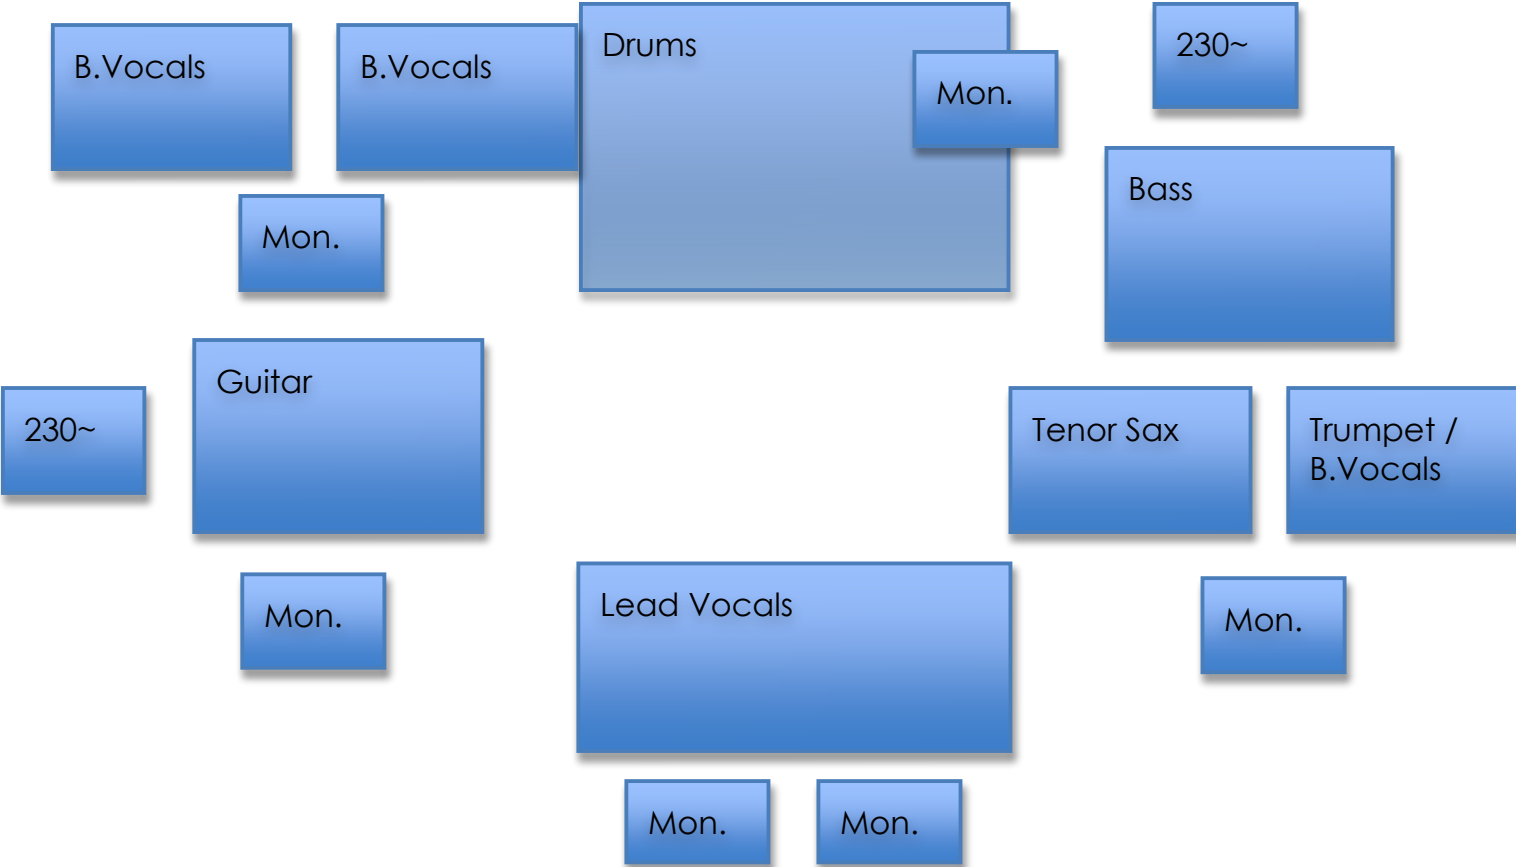 B.Vocals
B.Vocals
Drums
Mon.
230~
Bass
Mon.
Guitar
230~
Tenor Sax
Trumpet /
B.Vocals
Mon.
Lead Vocals
Mon.
Mon.
Mon.